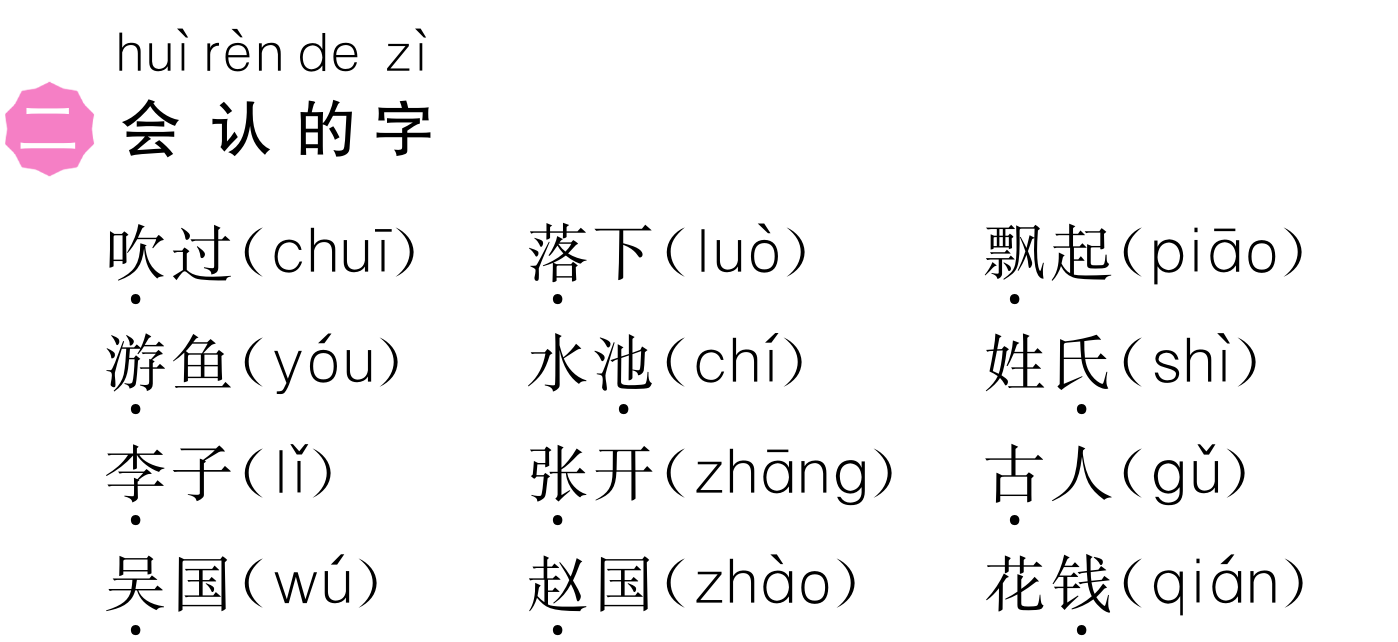 huì rèn de zì
二 会认的字
吹过(chuī) 落下(luò) 飘起(piāo)
游鱼(yóu) 水池(chí) 姓氏(shì)
李子(lǐ) 张开(zhāng) 古人(gǔ)
吴国(wú) 赵国(zhào) 花钱(qián)